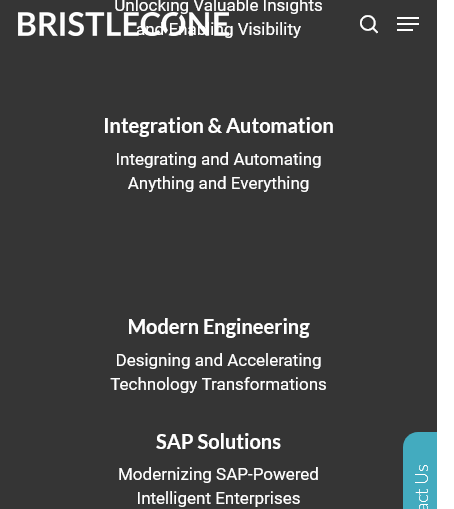 Unlocking Valuable Insights
BRISTLECONE
and Enabling Visibility
Integration & Automation
Integrating and Automating
Anything and Everything
Modern Engineering
Designing and Accelerating
Technology Transformations
SAP Solutions
Modernizing SAP-Powered
Intelligent Enterprises
act Us